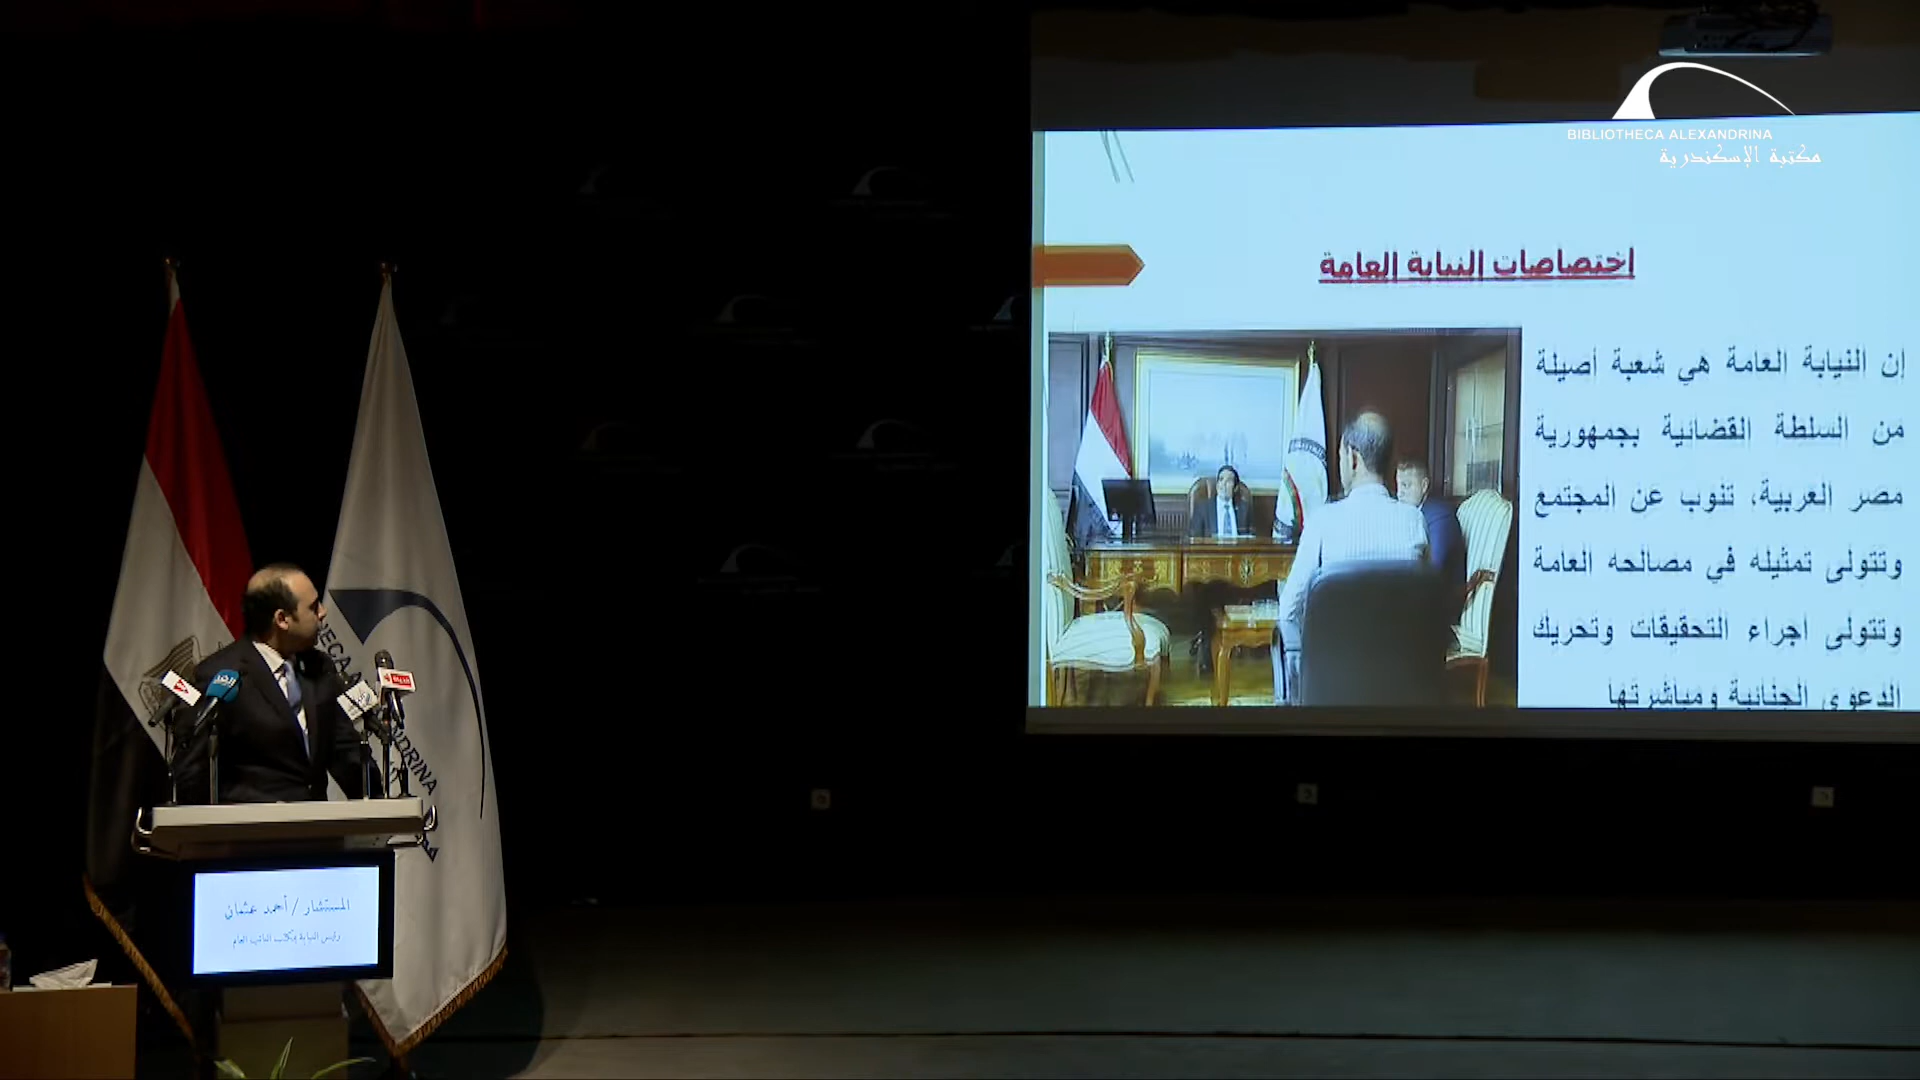 BIBLIOTHECA ALEXANDRINA
مكتبة الإسكندرية
اختصاصات النيابة العامة
إن النيابة العامة هي شعبة أصيلة
من السلطة القضائية بجمهورية
مصر العربية، تنوب عن المجتمع
وتتولى تمثيله في مصالحه العامة
وتتولى اجراء التحقيقات وتحريك
الدعوى الجنائية ومباشرتها
المستشار / أحمد عثمان
رئيس النيابة بمكتب النائب العام